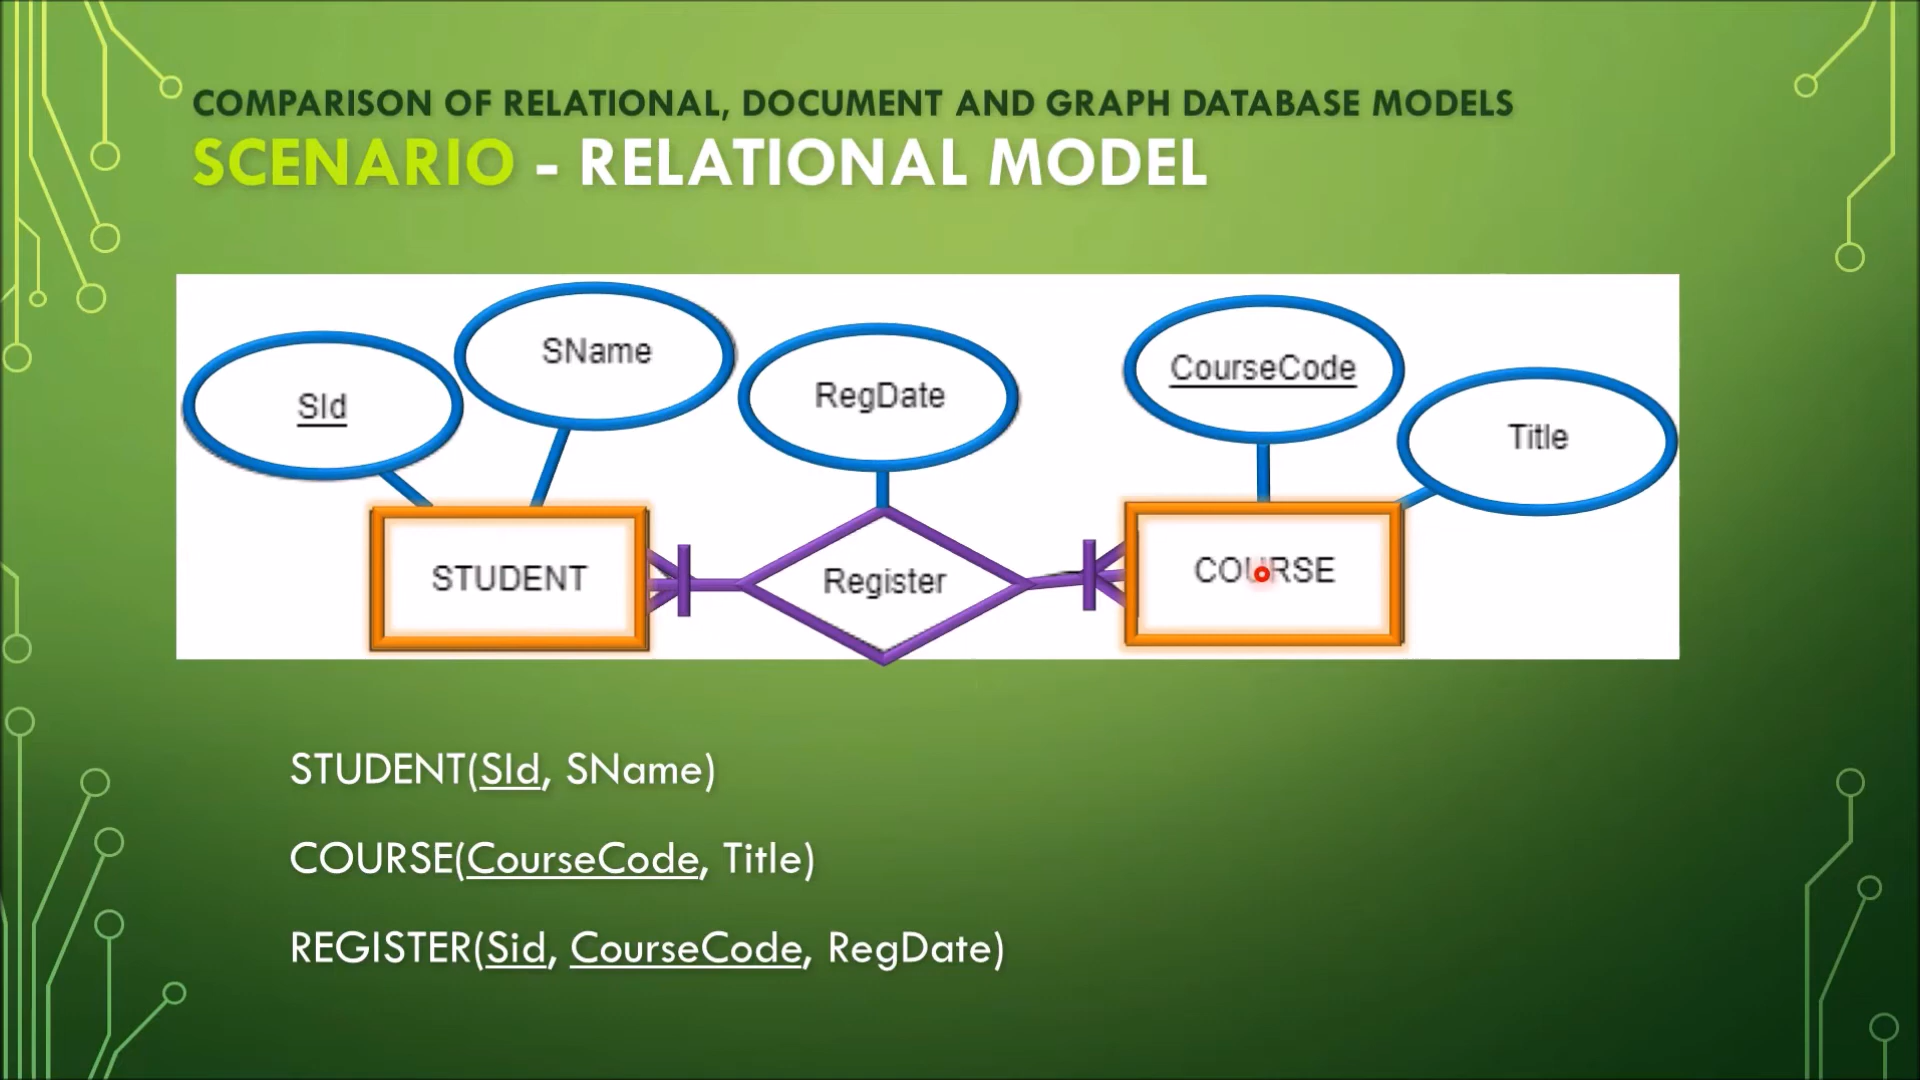 COMPARISON OF RELATIONAL, DOCUMENT AND GRAPH DATABASE MODELS
SCENARIO - RELATIONAL MODEL
SName
CourseCode
RegDate
SId
Title
STUDENT
Register
COURSE
STUDENT(SId, SName)
COURSE(CourseCode, Title)
REGISTER(Sid, CourseCode, RegDate)